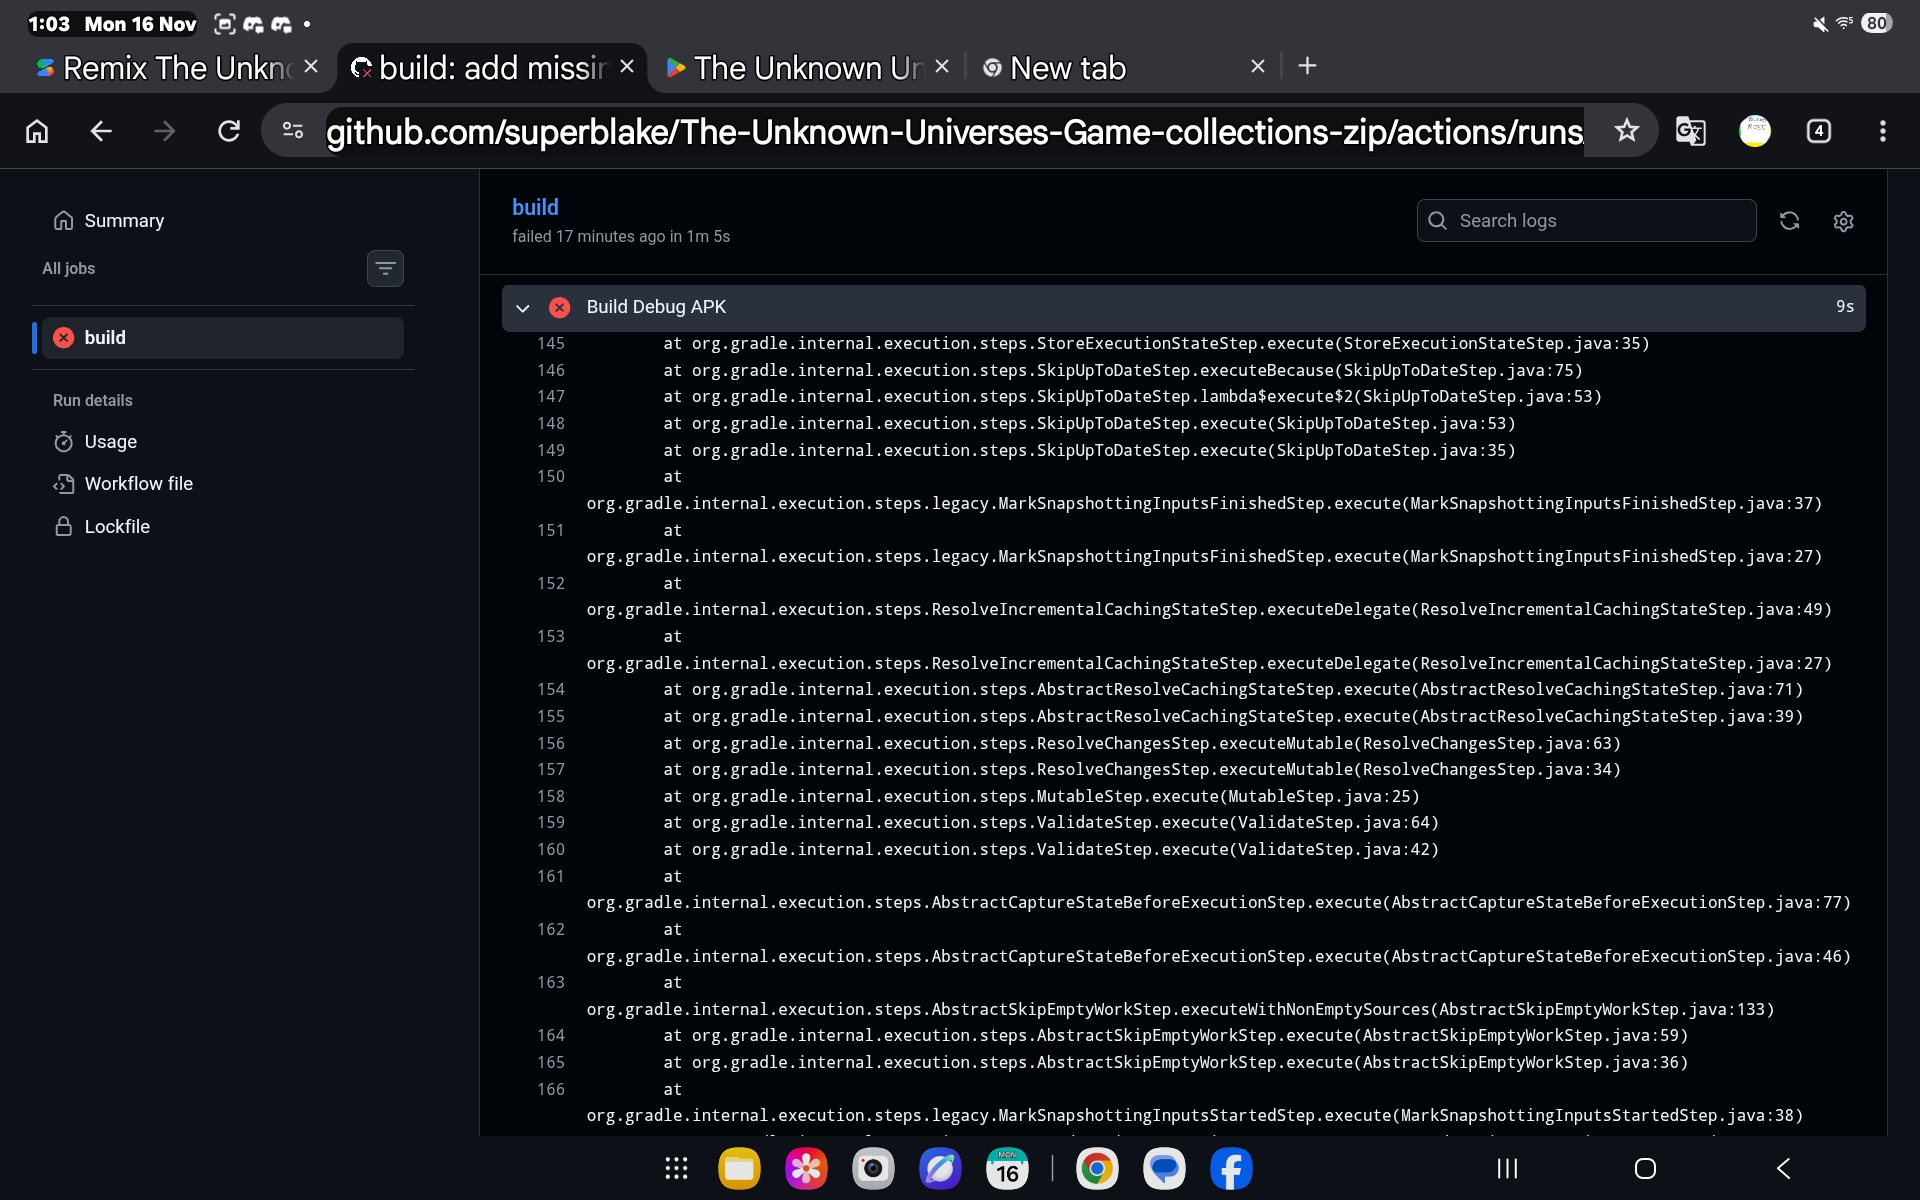 1:03 Mon 16 Nov
80
Remix The Unkno
build: add missin
The Unknown Un
New tab
github.com/superblake/The-Unknown-Universes-Game-collections-zip/actions/runs/
4
Summary
All jobs
build
Run details
Usage
Workflow file
Lockfile
build
failed 17 minutes ago in 1m 5s
Search logs
Build Debug APK
9s
145 at org.gradle.internal.execution.steps.StoreExecutionStateStep.execute(StoreExecutionStateStep.java:35)
146 at org.gradle.internal.execution.steps.SkipUpToDateStep.executeBecause(SkipUpToDateStep.java:75)
147 at org.gradle.internal.execution.steps.SkipUpToDateStep.lambda$execute$2(SkipUpToDateStep.java:53)
148 at org.gradle.internal.execution.steps.SkipUpToDateStep.execute(SkipUpToDateStep.java:53)
149 at org.gradle.internal.execution.steps.SkipUpToDateStep.execute(SkipUpToDateStep.java:35)
150 at
org.gradle.internal.execution.steps.legacy.MarkSnapshottingInputsFinishedStep.execute(MarkSnapshottingInputsFinishedStep.java:37)
151 at
org.gradle.internal.execution.steps.legacy.MarkSnapshottingInputsFinishedStep.execute(MarkSnapshottingInputsFinishedStep.java:27)
152 at
org.gradle.internal.execution.steps.ResolveIncrementalCachingStateStep.executeDelegate(ResolveIncrementalCachingStateStep.java:49)
153 at
org.gradle.internal.execution.steps.ResolveIncrementalCachingStateStep.executeDelegate(ResolveIncrementalCachingStateStep.java:27)
154 at org.gradle.internal.execution.steps.AbstractResolveCachingStateStep.execute(AbstractResolveCachingStateStep.java:71)
155 at org.gradle.internal.execution.steps.AbstractResolveCachingStateStep.execute(AbstractResolveCachingStateStep.java:39)
156 at org.gradle.internal.execution.steps.ResolveChangesStep.executeMutable(ResolveChangesStep.java:63)
157 at org.gradle.internal.execution.steps.ResolveChangesStep.executeMutable(ResolveChangesStep.java:34)
158 at org.gradle.internal.execution.steps.MutableStep.execute(MutableStep.java:25)
159 at org.gradle.internal.execution.steps.ValidateStep.execute(ValidateStep.java:64)
160 at org.gradle.internal.execution.steps.ValidateStep.execute(ValidateStep.java:42)
161 at
org.gradle.internal.execution.steps.AbstractCaptureStateBeforeExecutionStep.execute(AbstractCaptureStateBeforeExecutionStep.java:77)
162 at
org.gradle.internal.execution.steps.AbstractCaptureStateBeforeExecutionStep.execute(AbstractCaptureStateBeforeExecutionStep.java:46)
163 at
org.gradle.internal.execution.steps.AbstractSkipEmptyWorkStep.executeWithNonEmptySources(AbstractSkipEmptyWorkStep.java:133)
164 at org.gradle.internal.execution.steps.AbstractSkipEmptyWorkStep.execute(AbstractSkipEmptyWorkStep.java:59)
165 at org.gradle.internal.execution.steps.AbstractSkipEmptyWorkStep.execute(AbstractSkipEmptyWorkStep.java:36)
166 at
org.gradle.internal.execution.steps.legacy.MarkSnapshottingInputsStartedStep.execute(MarkSnapshottingInputsStartedStep.java:38)
MON
16